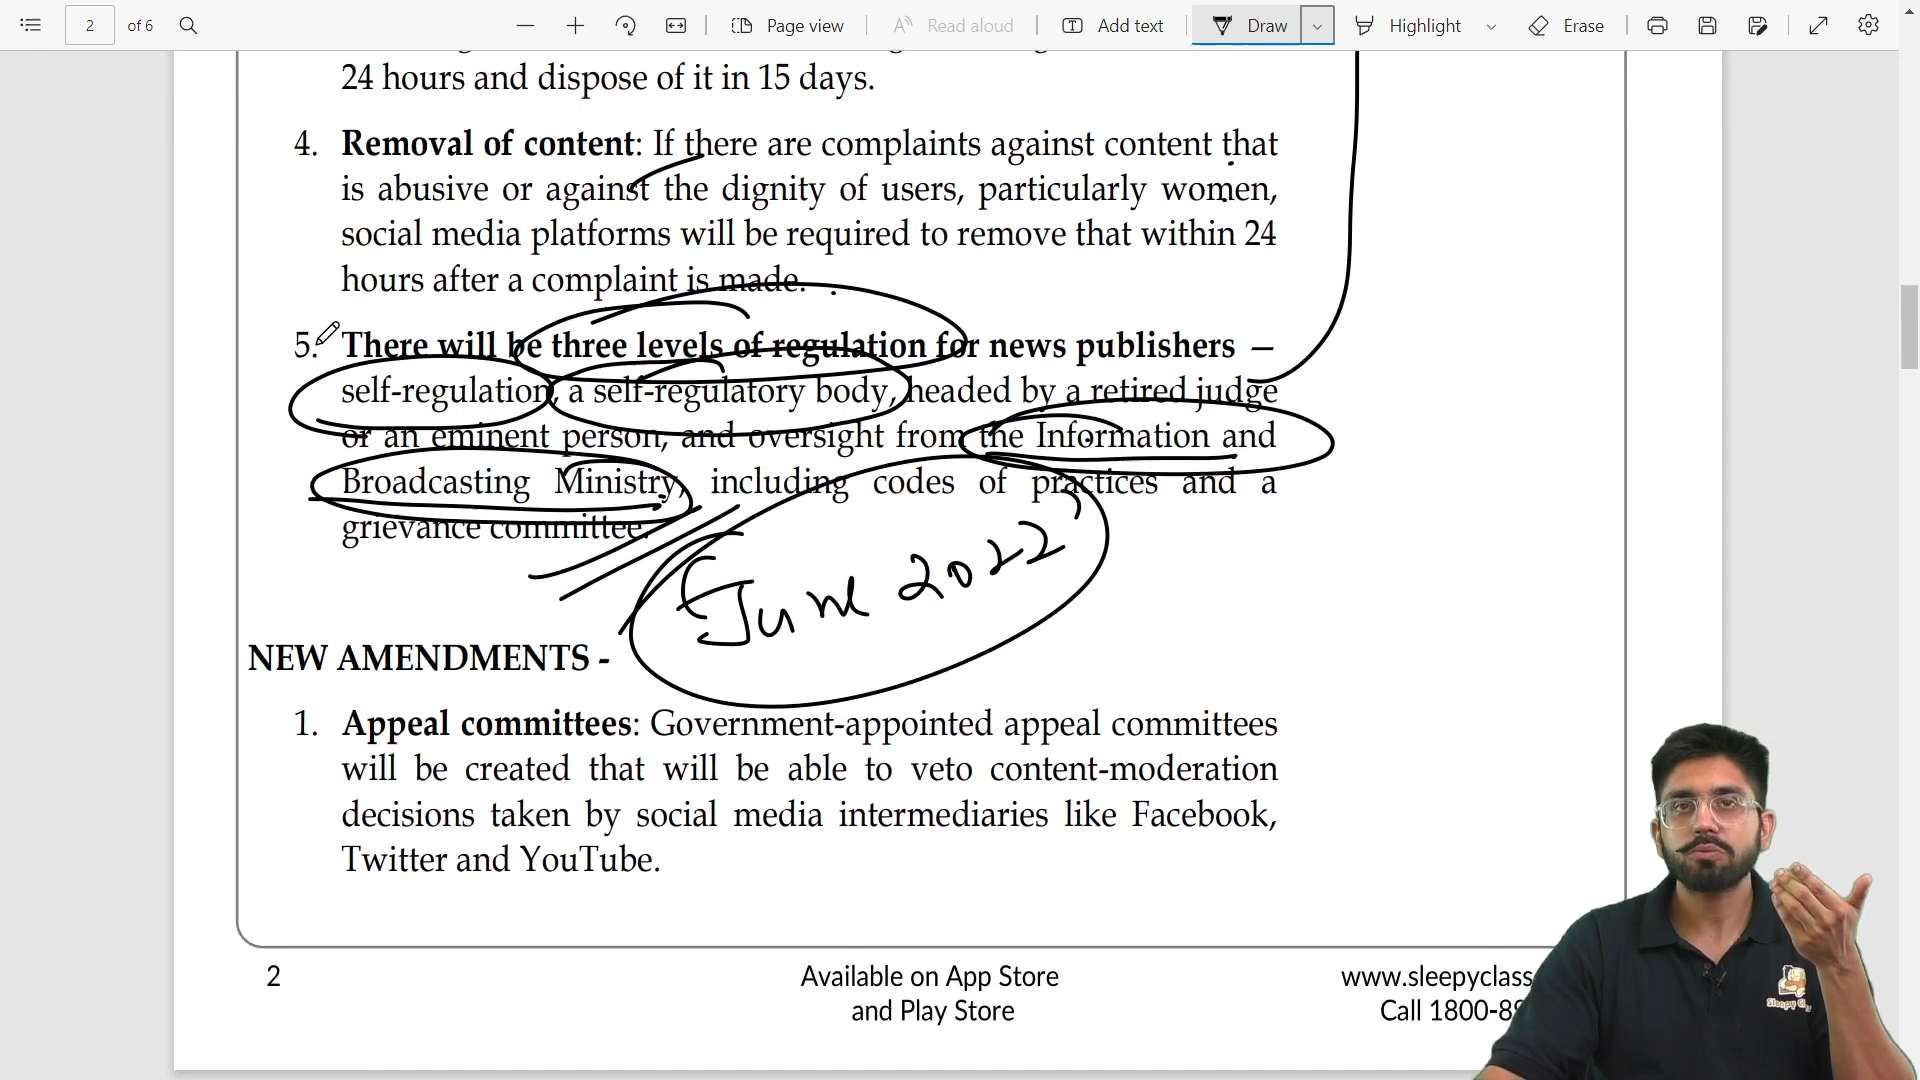 2 of 6 Page view Read aloud Add text Draw Highlight Erase
24 hours and dispose of it in 15 days.
4. Removal of content: If there are complaints against content that
is abusive or against the dignity of users, particularly women,
social media platforms will be required to remove that within 24
hours after a complaint is made.
5. There will be three levels of regulation for news publishers —
self-regulation, a self-regulatory body, headed by a retired judge
or an eminent person, and oversight from the Information and
Broadcasting Ministry, including codes of practices and a
grievance committee.
June 2022
NEW AMENDMENTS -
1. Appeal committees: Government-appointed appeal committees
will be created that will be able to veto content-moderation
decisions taken by social media intermediaries like Facebook,
Twitter and YouTube.
2 Available on App Store www.sleepyclass
and Play Store Call 1800-8
Sleepy